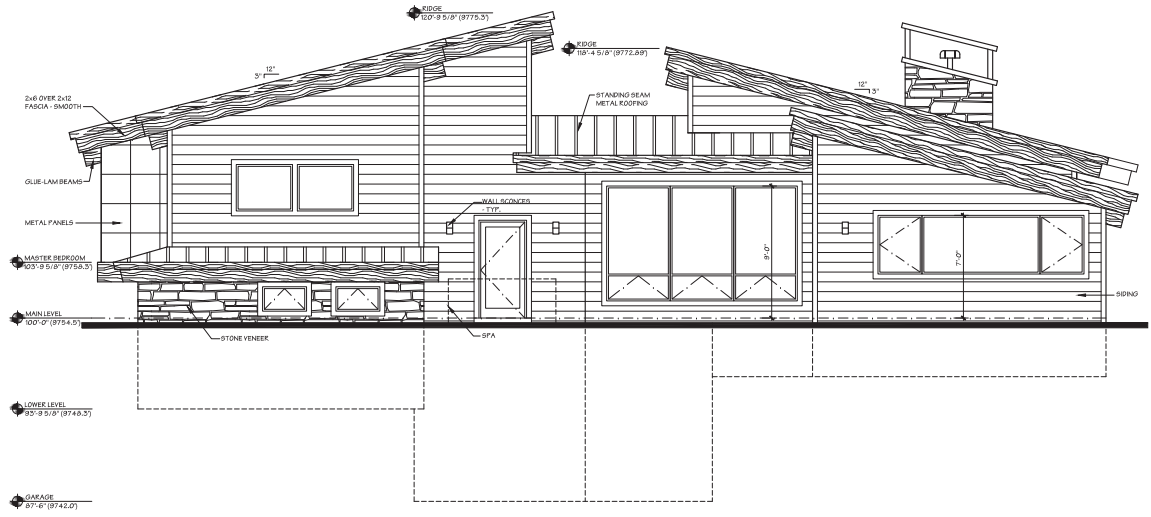 RIDGE
120'-9 5/8" (9775.3')
RIDGE
118'-4 5/8" (9772.89')
12"
3"
12"
3"
2x6 OVER 2x12
FASCIA - SMOOTH
STANDING SEAM
METAL ROOFING
GLUE-LAM BEAMS
WALL SCONCES
- TYP.
METAL PANELS
9'-0"
7'-0"
MASTER BEDROOM
103'-9 5/8" (9758.3')
SIDING
MAIN LEVEL
100'-0" (9754.5')
STONE VENEER
SPA
LOWER LEVEL
93'-9 5/8" (9748.3')
GARAGE
87'-6" (9742.0')